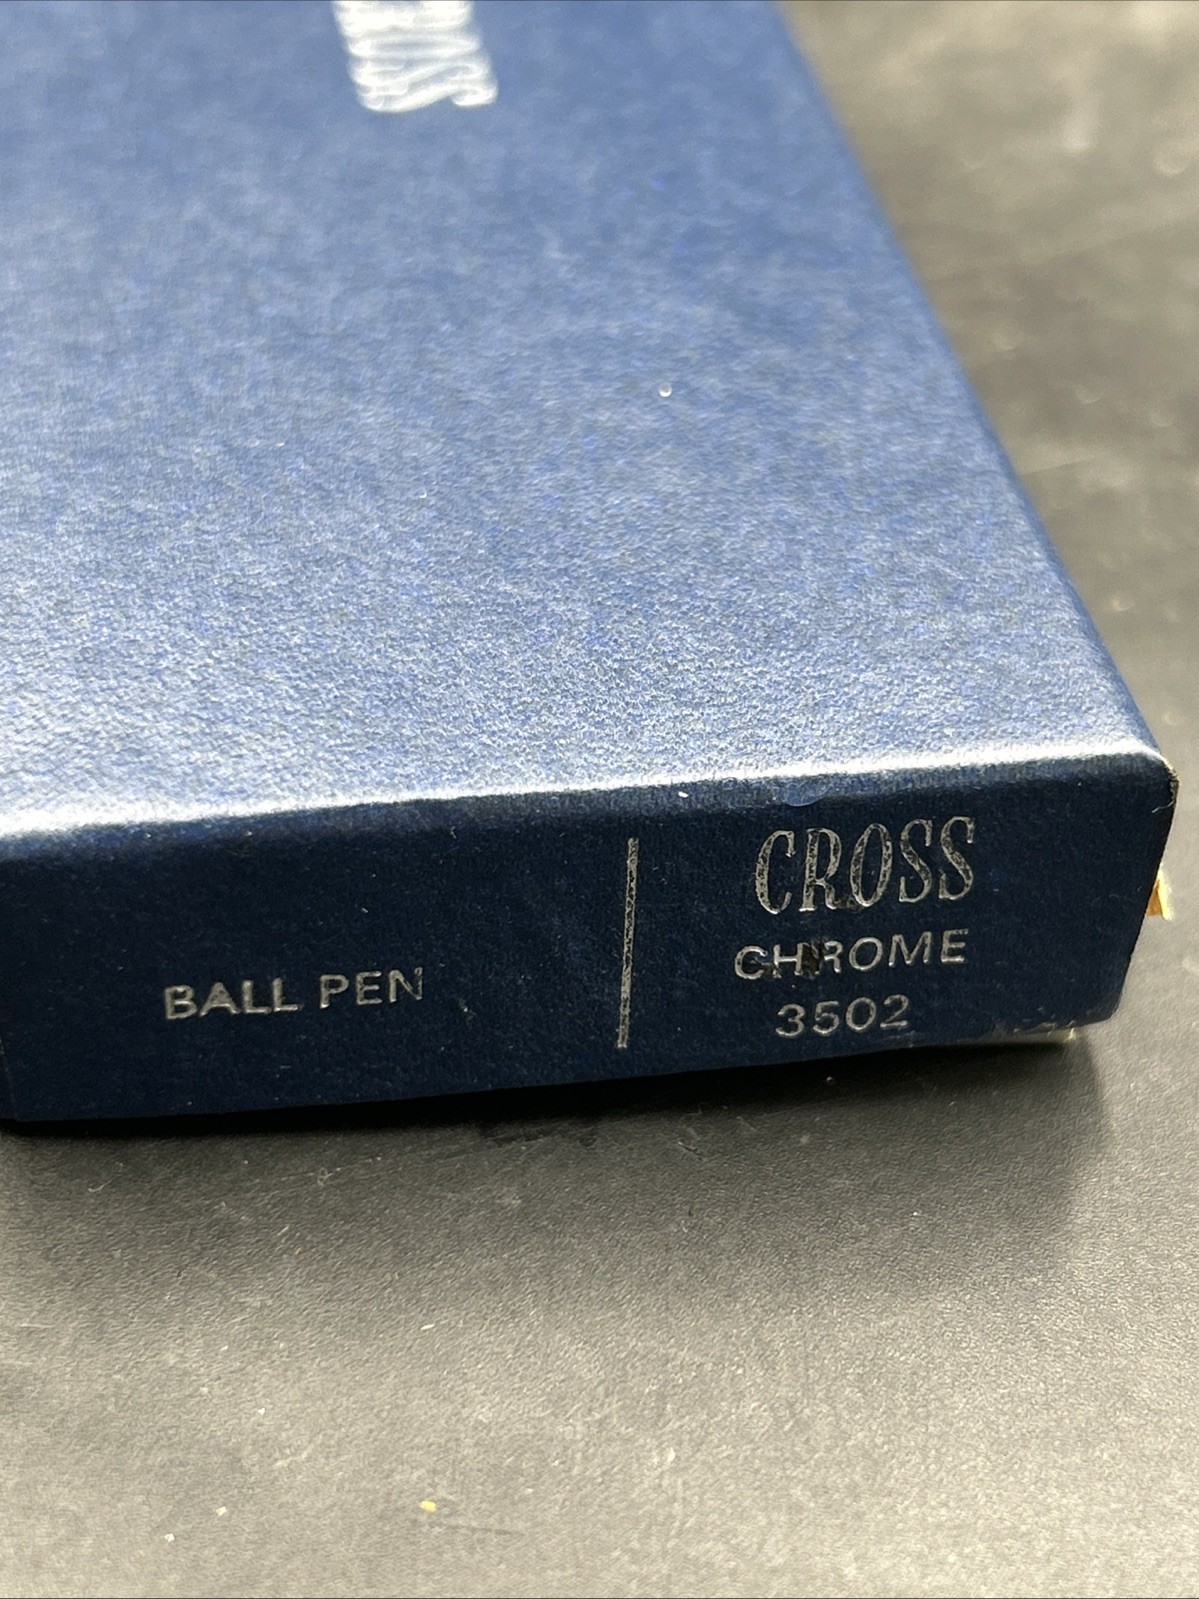 BALL PEN
CROSS
CHROME
3502